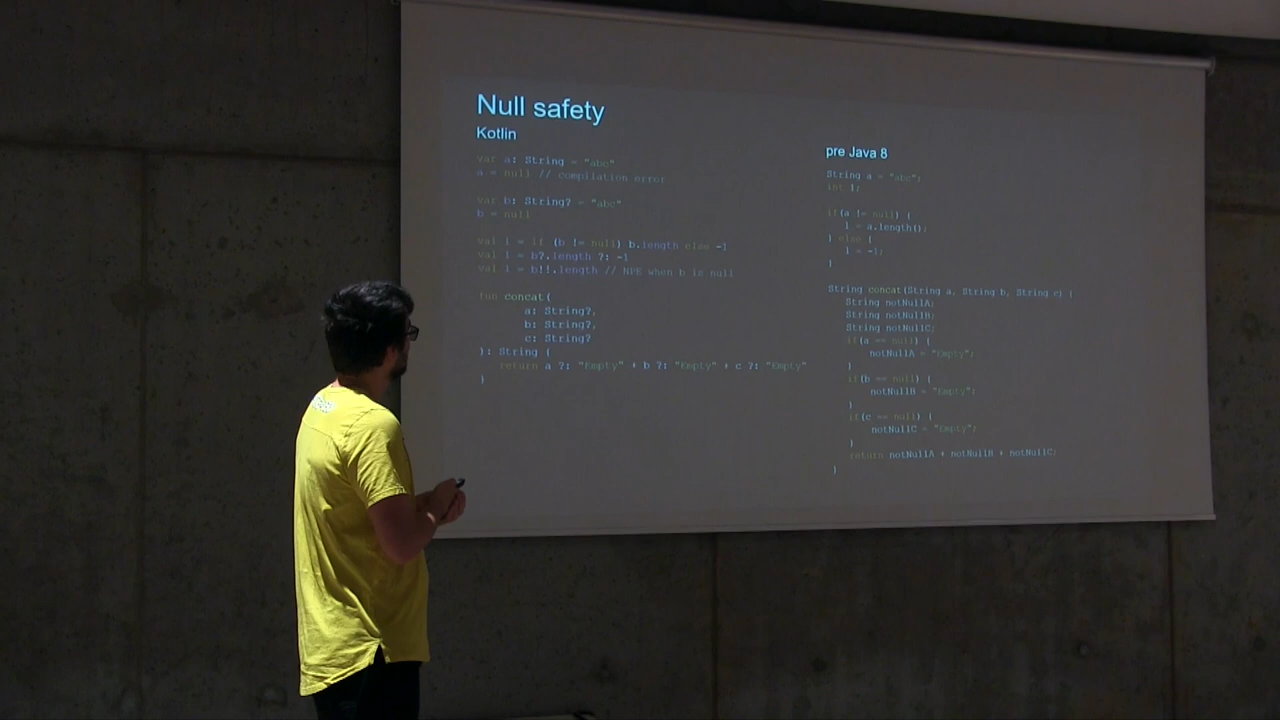 Null safety
Kotlin
var a: String = "abc"
a = null // compilation error
var b: String? = "abc"
b = null
val l = if (b != null) b.length else -1
val l = b?.length ?: -1
val l = b!!.length // NPE when b is null
fun concat(
a: String?,
b: String?,
c: String?
): String {
return a ?: "Empty" + b ?: "Empty" + c ?: "Empty"
}
pre Java 8
String a = "abc";
int l;
if(a != null) {
l = a.length();
} else {
l = -1;
}
String concat(String a, String b, String c) {
String notNullA;
String notNullB;
String notNullC;
if(a == null) {
notNullA = "Empty";
}
if(b == null) {
notNullB = "Empty";
}
if(c == null) {
notNullC = "Empty";
}
return notNullA + notNullB + notNullC;
}